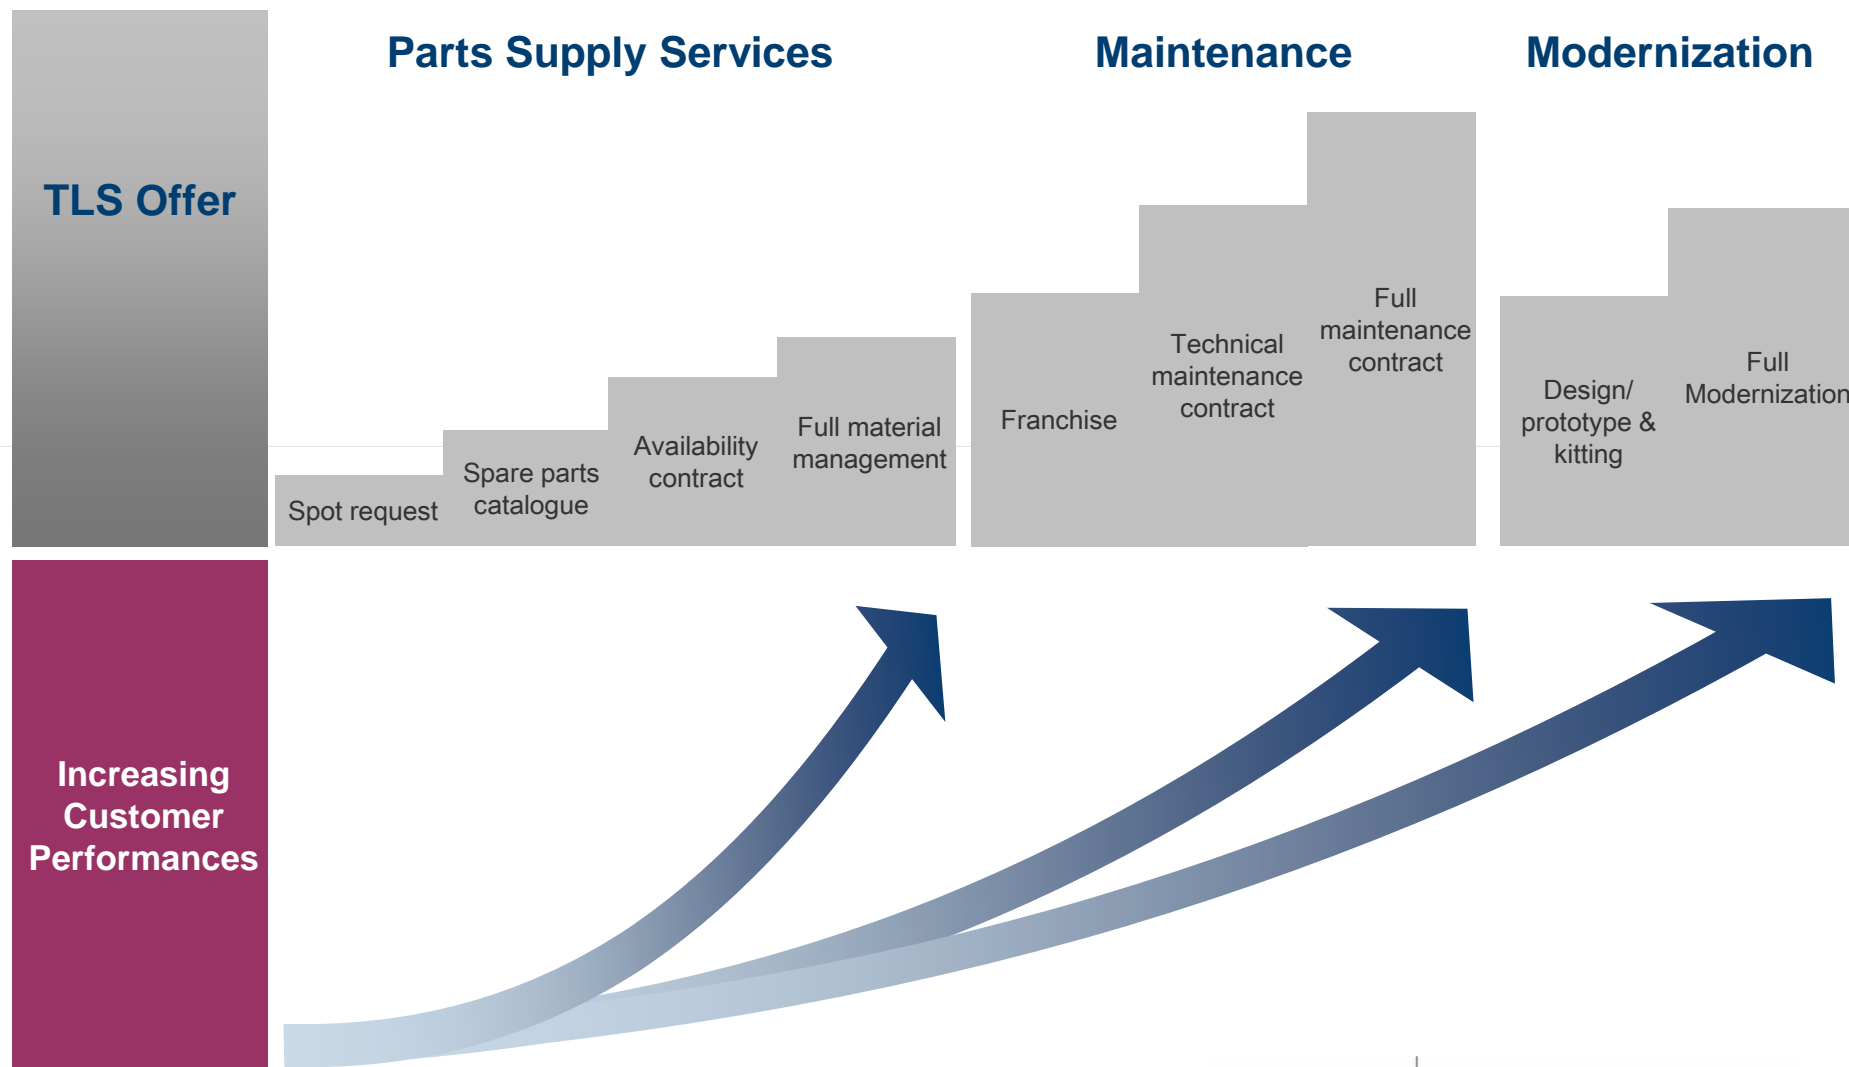 Parts Supply Services
Maintenance
Modernization
TLS Offer
Spot request
Spare parts
catalogue
Availability
contract
Full material
management
Franchise
Technical
maintenance
contract
Full
maintenance
contract
Design/
prototype &
kitting
Full
Modernization
Increasing
Customer
Performances